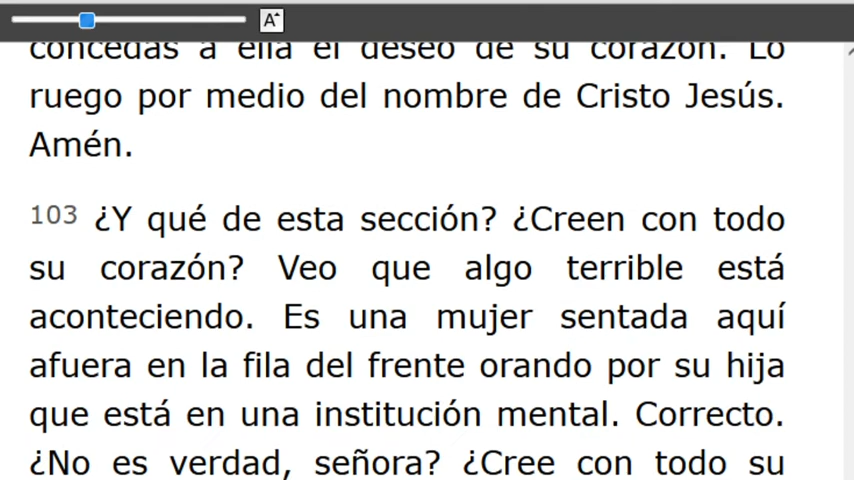 A
concedas a ella el deseo de su corazón. Lo
ruego por medio del nombre de Cristo Jesús.
Amén.
103 ¿Y qué de esta sección? ¿Creen con todo
su corazón? Veo que algo terrible está
aconteciendo. Es una mujer sentada aquí
afuera en la fila del frente orando por su hija
que está en una institución mental. Correcto.
¿No es verdad, señora? ¿Cree con todo su